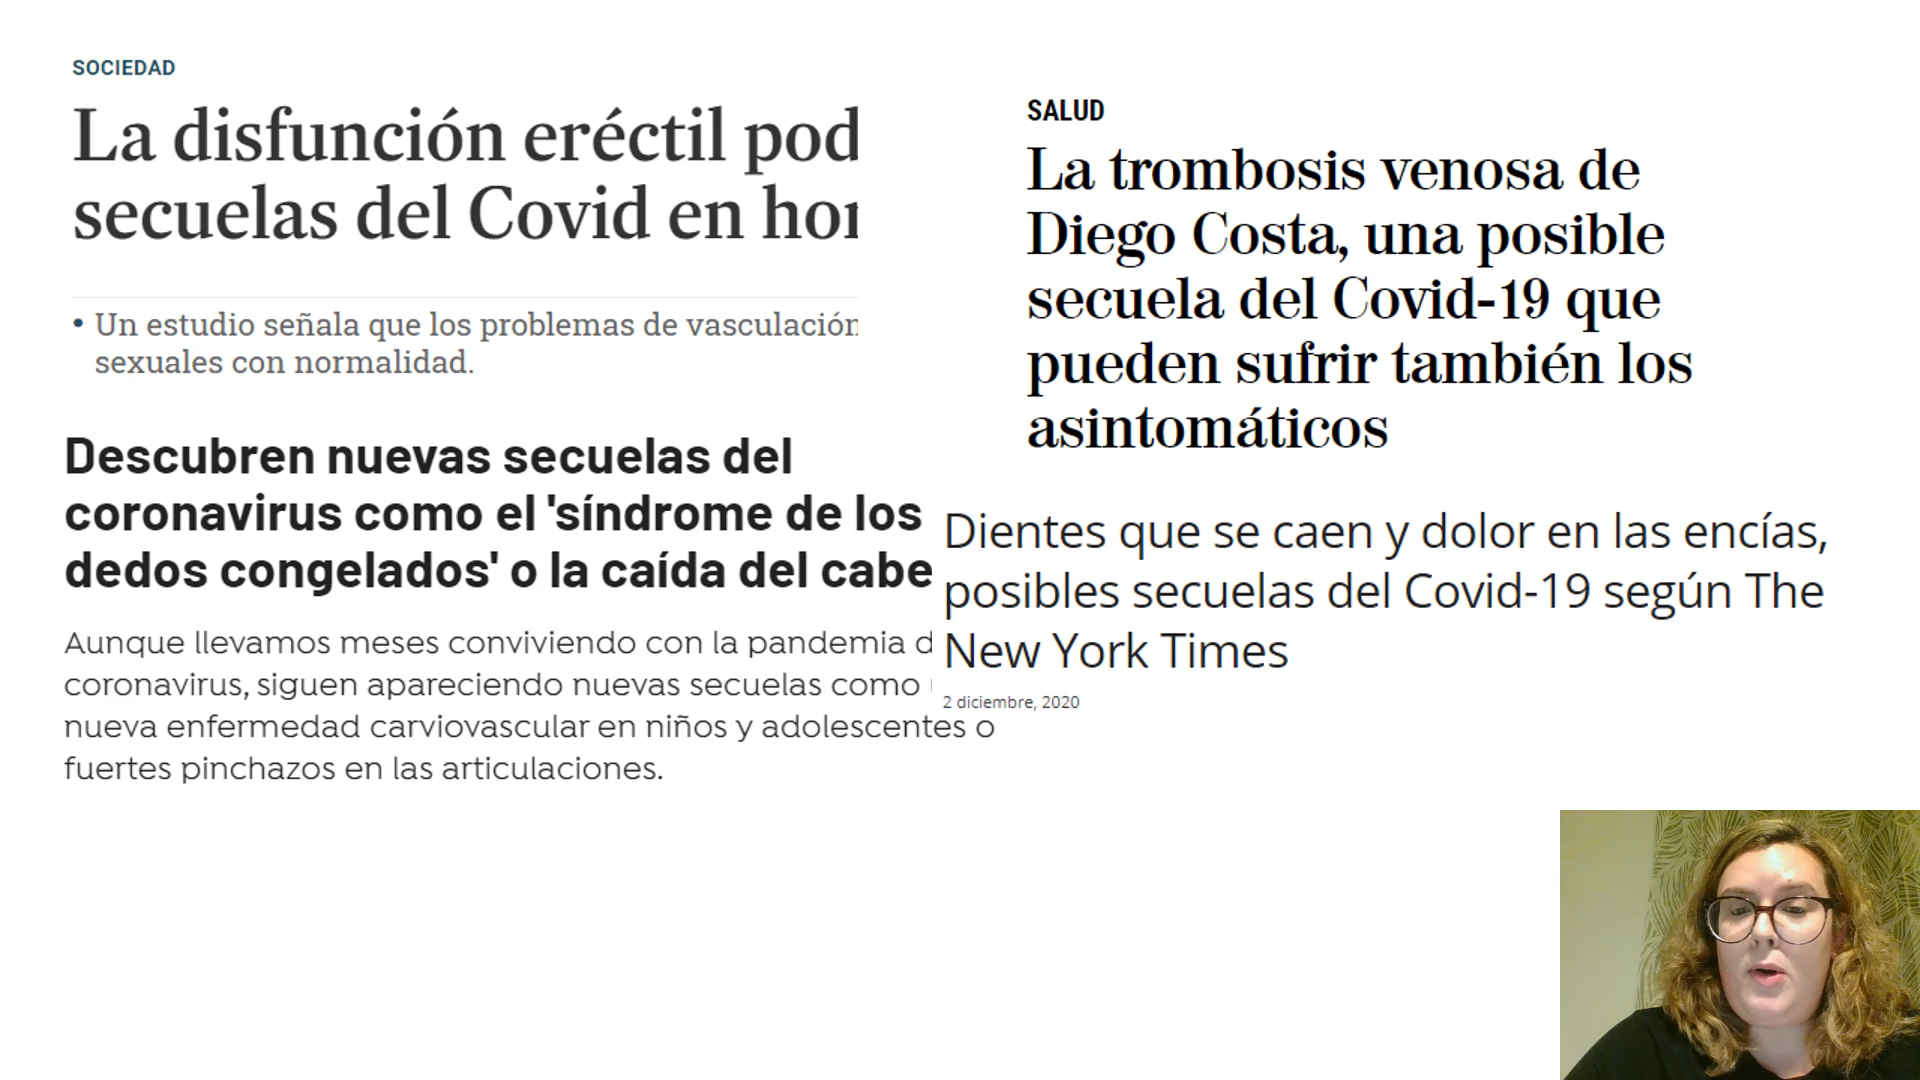 SOCIEDAD
La disfunción eréctil
secuelas del Covid en
• Un estudio señala que los problemas de vasculación
sexuales con normalidad.
Descubren nuevas secuelas del
coronavirus como el 'síndrome de los
dedos congelados' o la caída del cabe
Aunque llevamos meses conviviendo con la pandemia d
coronavirus, siguen apareciendo nuevas secuelas como
nueva enfermedad carviovascular en niños y adolescentes o
fuertes pinchazos en las articulaciones.
SALUD
La trombosis venosa de
Diego Costa, una posible
secuela del Covid-19 que
pueden sufrir también los
asintomáticos
Dientes que se caen y dolor en las encías,
posibles secuelas del Covid-19 según The
New York Times
2 diciembre, 2020